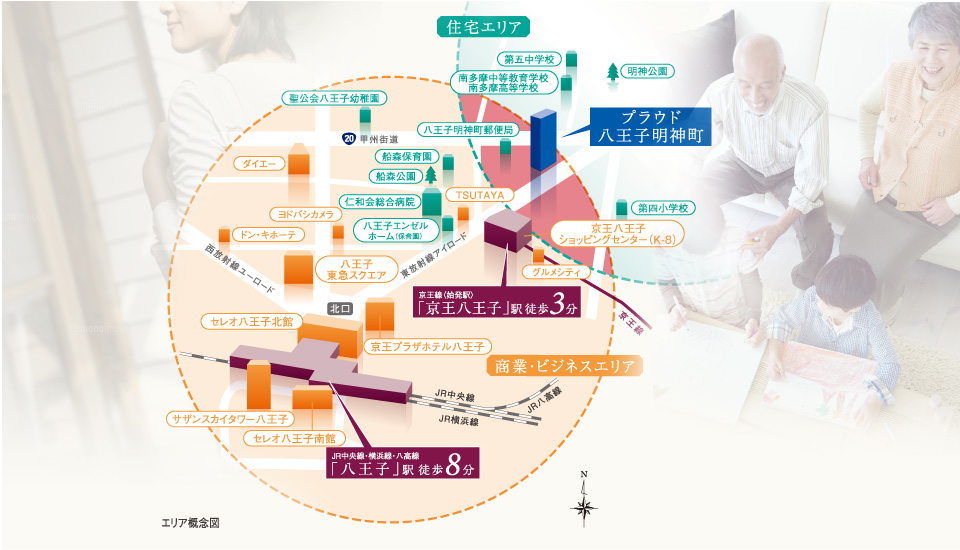 住宅エリア
第五中学校
南多摩中等教育学校
南多摩高等学校
明神公園
聖公会八王子幼稚園
プラウド
八王子明神町
20 甲州街道
八王子明神町郵便局
ダイエー
船森保育園
船森公園
TSUTAYA
仁和会総合病院
第四小学校
ヨドバシカメラ
八王子エンゼル
ホーム(保育園)
ドン・キホーテ
京王八王子
ショッピングセンター(K-8)
西放射線ユーロード
東放射線アイロード
八王子
東急スクエア
グルメシティ
京王線(始発駅)
「京王八王子」駅 徒歩3分
京王線
北口
セレオ八王子北館
京王プラザホテル八王子
商業・ビジネスエリア
JR中央線
JR八高線
JR横浜線
サザンスカイタワー八王子
セレオ八王子南館
JR中央線・横浜線・八高線
「八王子」駅 徒歩8分
N
エリア概念図